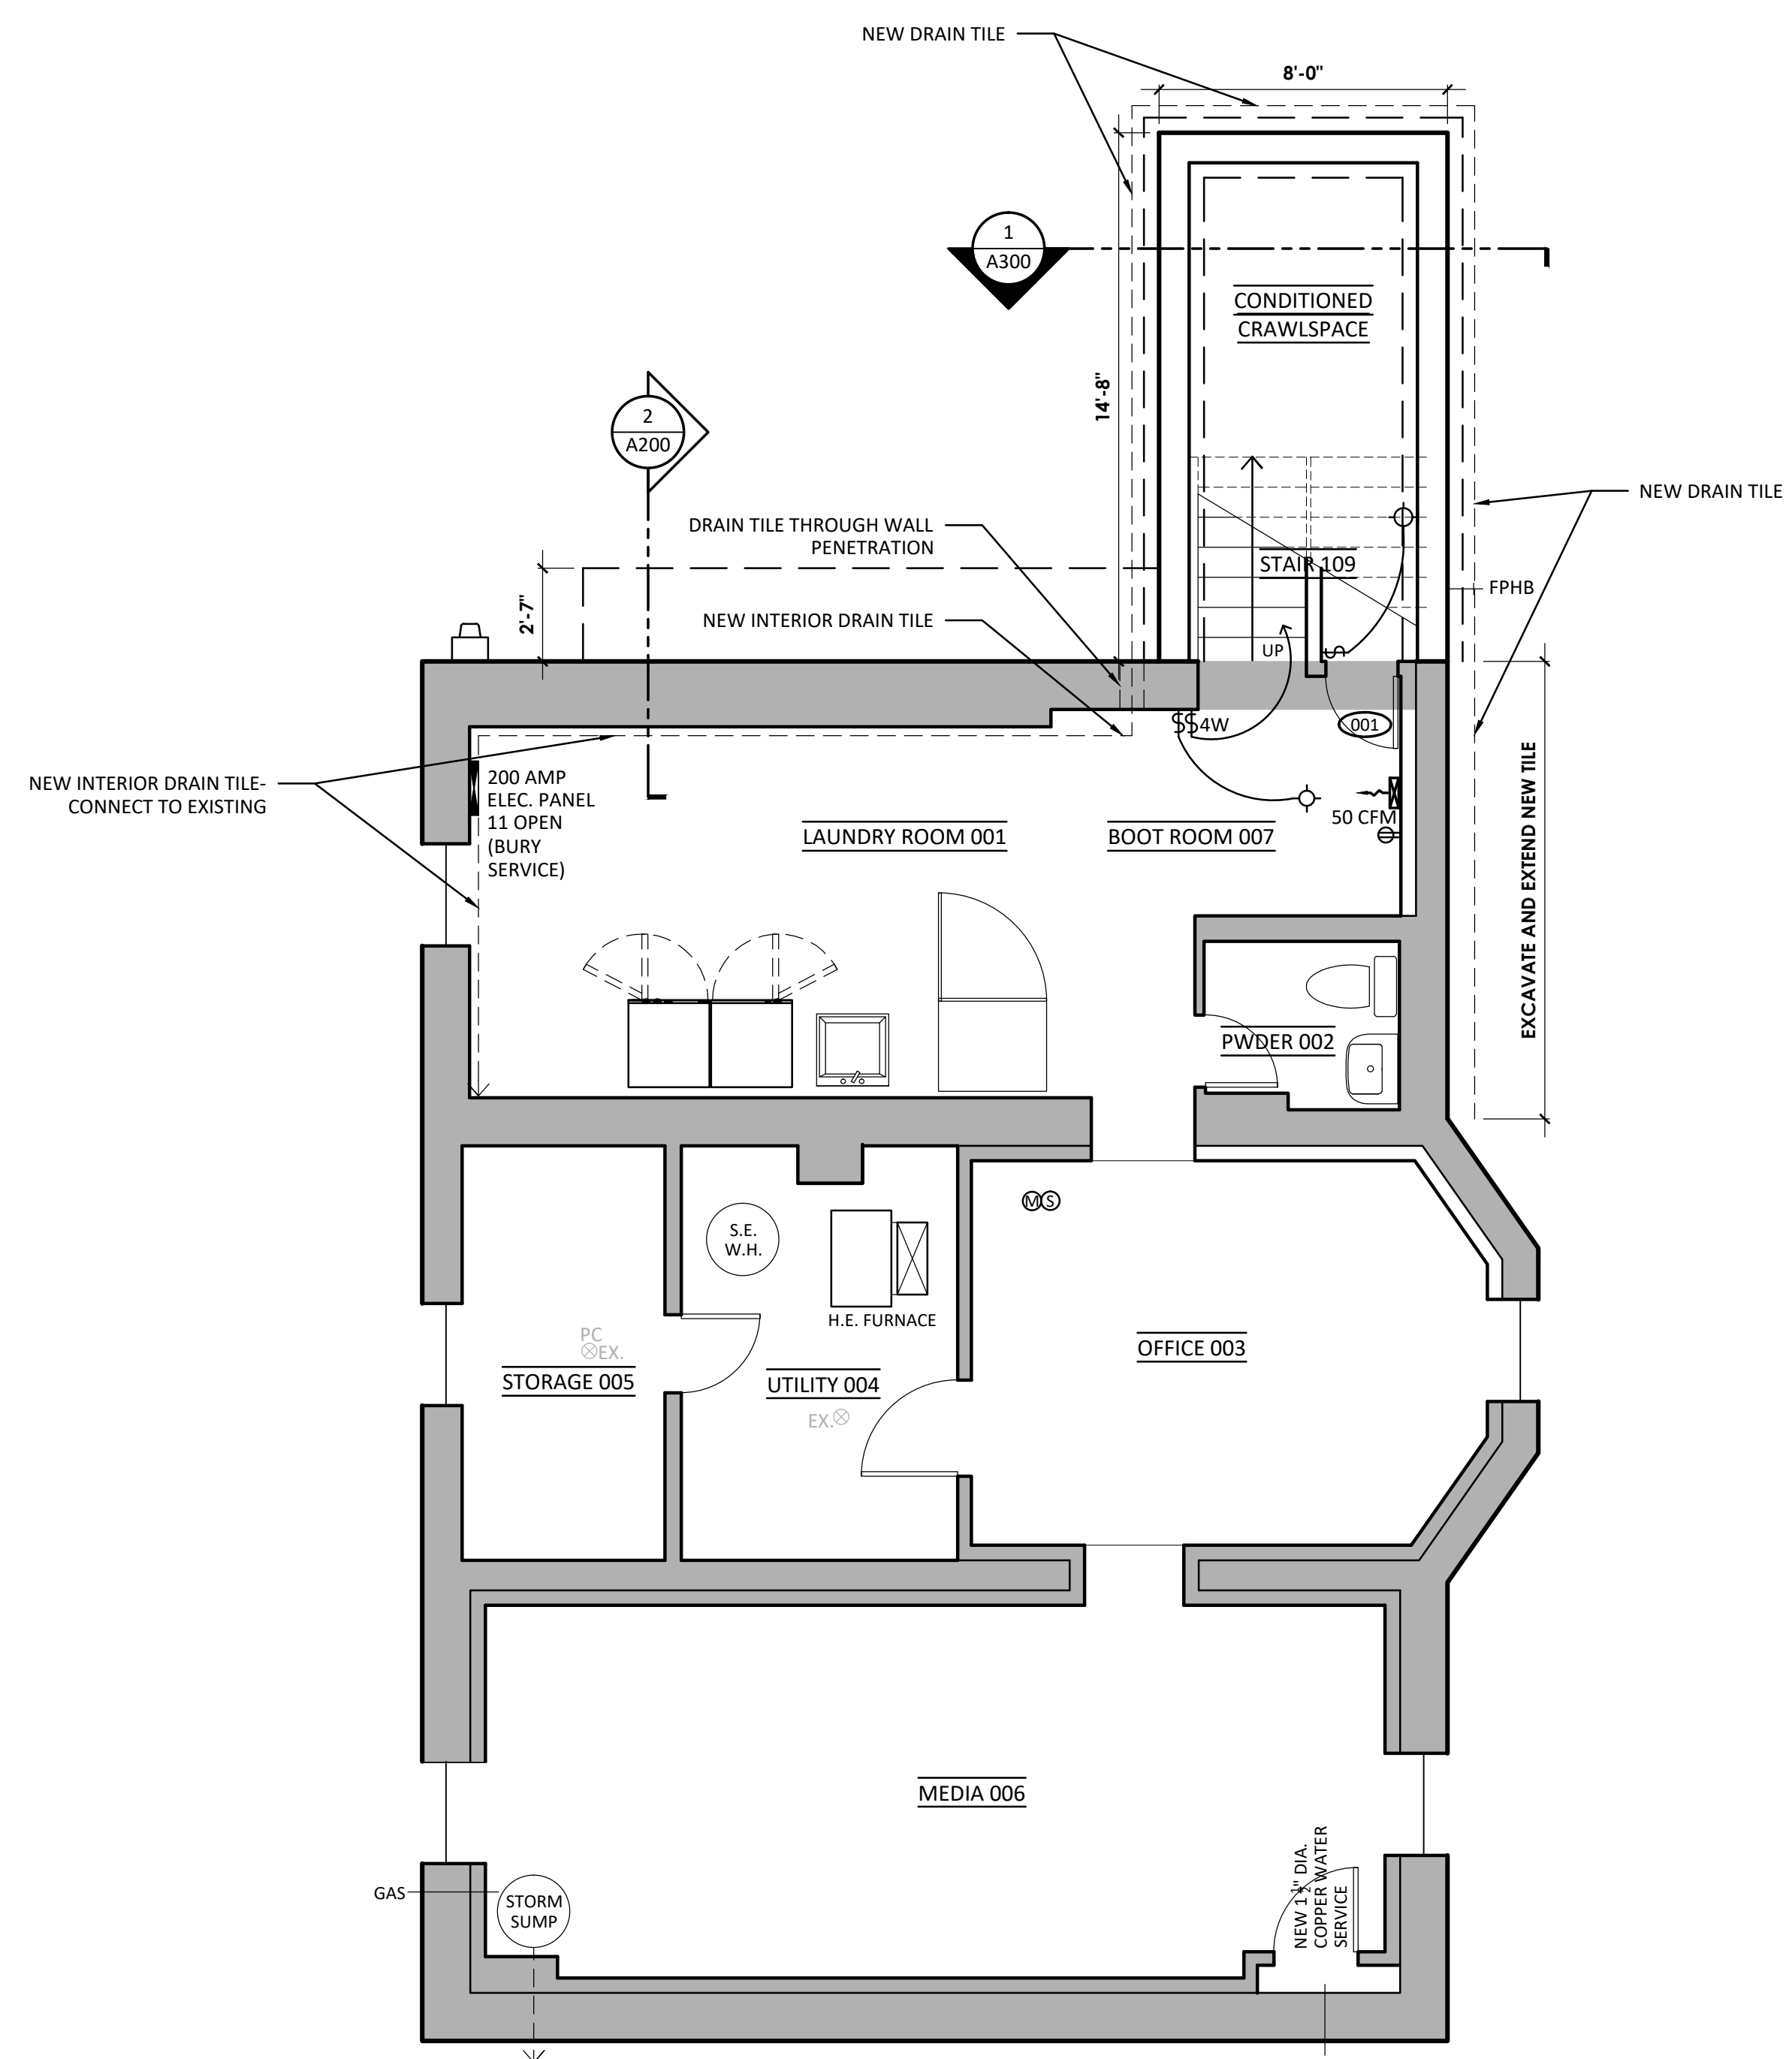 NEW DRAIN TILE
8'-0"
1
A300
CONDITIONED
CRAWLSPACE
14'-8"
2
A200
NEW DRAIN TILE
DRAIN TILE THROUGH WALL
PENETRATION
STAIR 109
2'-7"
FPHB
NEW INTERIOR DRAIN TILE
UP
$
$$4W
001
NEW INTERIOR DRAIN TILE-
CONNECT TO EXISTING
200 AMP
ELEC. PANEL
11 OPEN
(BURY
SERVICE)
LAUNDRY ROOM 001
BOOT ROOM 007
50 CFM
EXCAVATE AND EXTEND NEW TILE
PWDER 002
M S
S.E.
W.H.
H.E. FURNACE
PC
EX.
STORAGE 005
UTILITY 004
EX.
OFFICE 003
MEDIA 006
GAS
STORM
SUMP
NEW 1 ½" DIA.
COPPER WATER
SERVICE